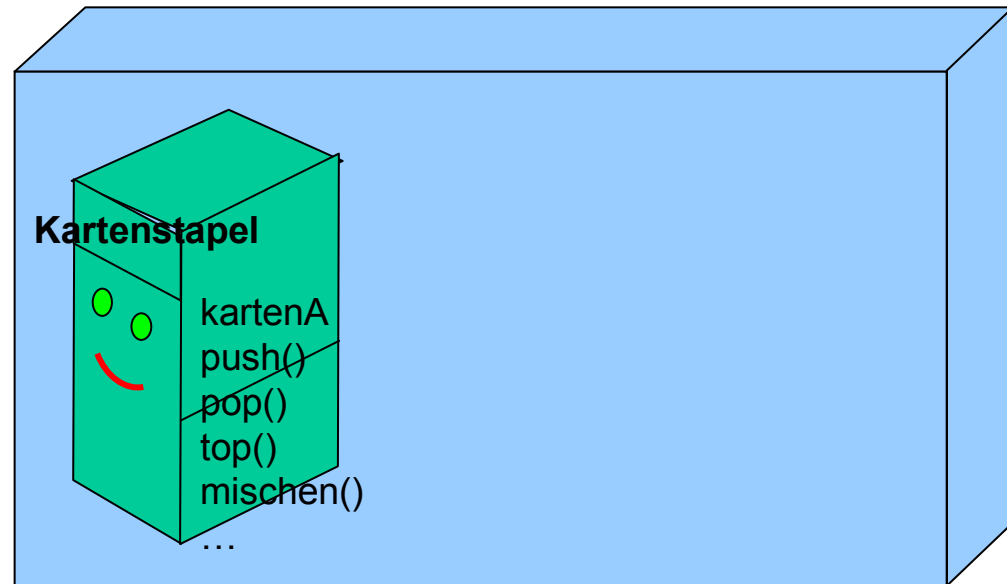 Kartenstapel
kartenA
push()
pop()
top()
mischen()
…